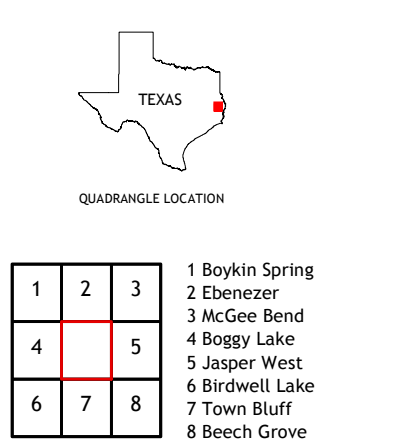 TEXAS
QUADRANGLE LOCATION
1 2 3
4 5
6 7 8
1 Boykin Spring
2 Ebenezer
3 McGee Bend
4 Boggy Lake
5 Jasper West
6 Birdwell Lake
7 Town Bluff
8 Beech Grove